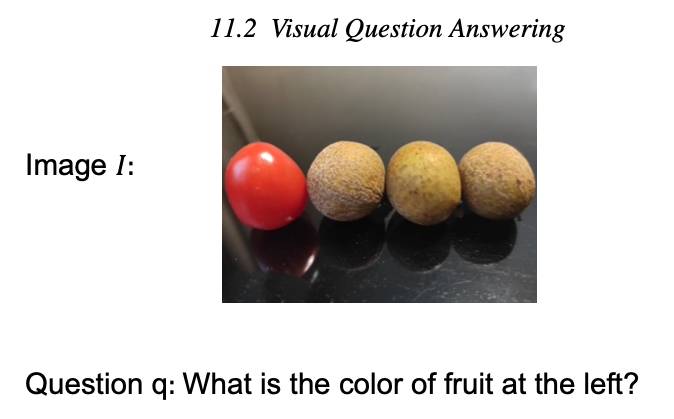 11.2 Visual Question Answering
Image I:
Question q: What is the color of fruit at the left?